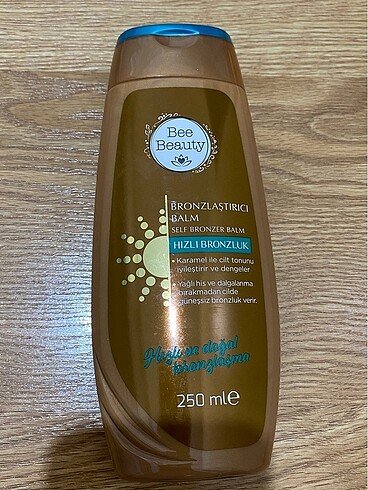 Bee
Beauty
BRONZLAŞTIRICI
BALM
SELF BRONZER BALM
HIZLI BRONZLUK
• Karamel ile cilt tonunu
iyileştirir ve dengeler
• Yağlı his ve dalgalanma
bırakmadan cilde
güneşsiz bronzluk verir.
Hızlı ve doğal
bronzlaşma
250 ml e